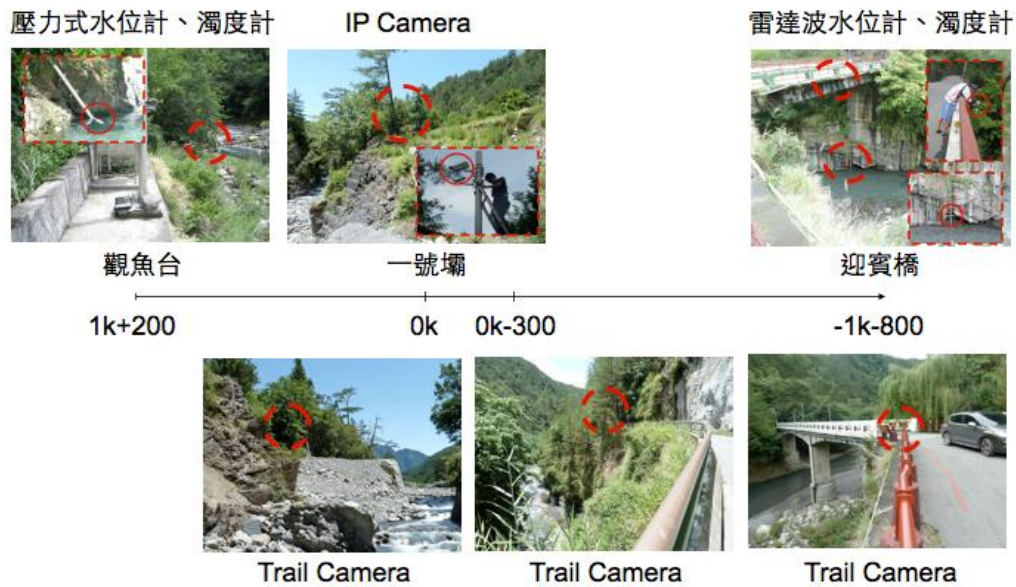 壓力式水位計、濁度計
IP Camera
雷達波水位計、濁度計
觀魚台
一號壩
迎賓橋
1k+200
0k
0k-300
-1k-800
Trail Camera
Trail Camera
Trail Camera